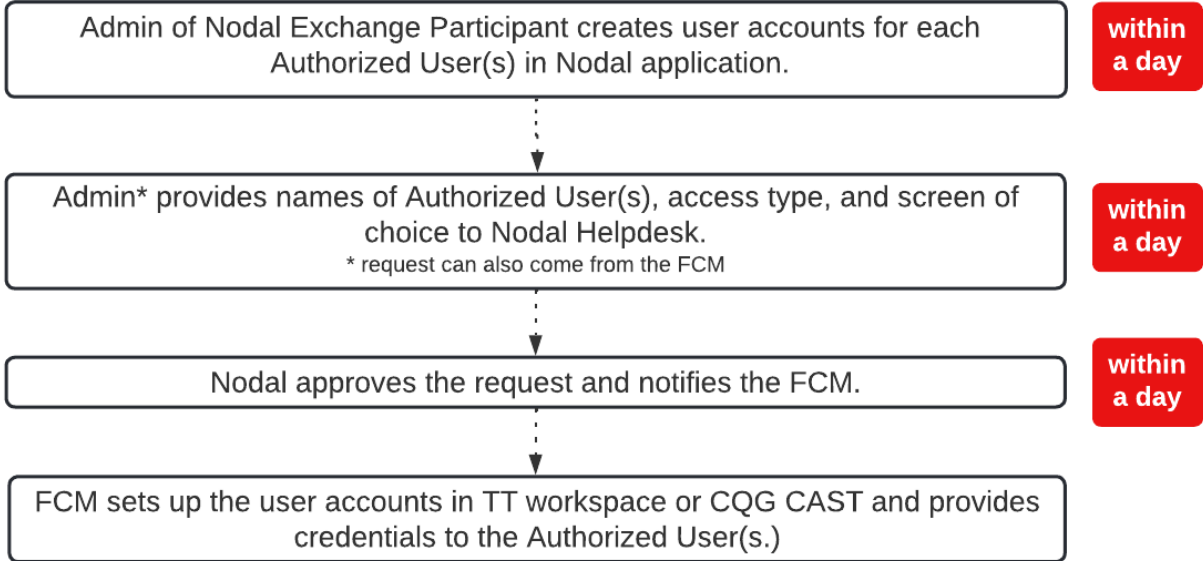 Admin of Nodal Exchange Participant creates user accounts for each
Authorized User(s) in Nodal application.
within
a day
Admin* provides names of Authorized User(s), access type, and screen of
choice to Nodal Helpdesk.
* request can also come from the FCM
within
a day
Nodal approves the request and notifies the FCM.
within
a day
FCM sets up the user accounts in TT workspace or CQG CAST and provides
credentials to the Authorized User(s.)